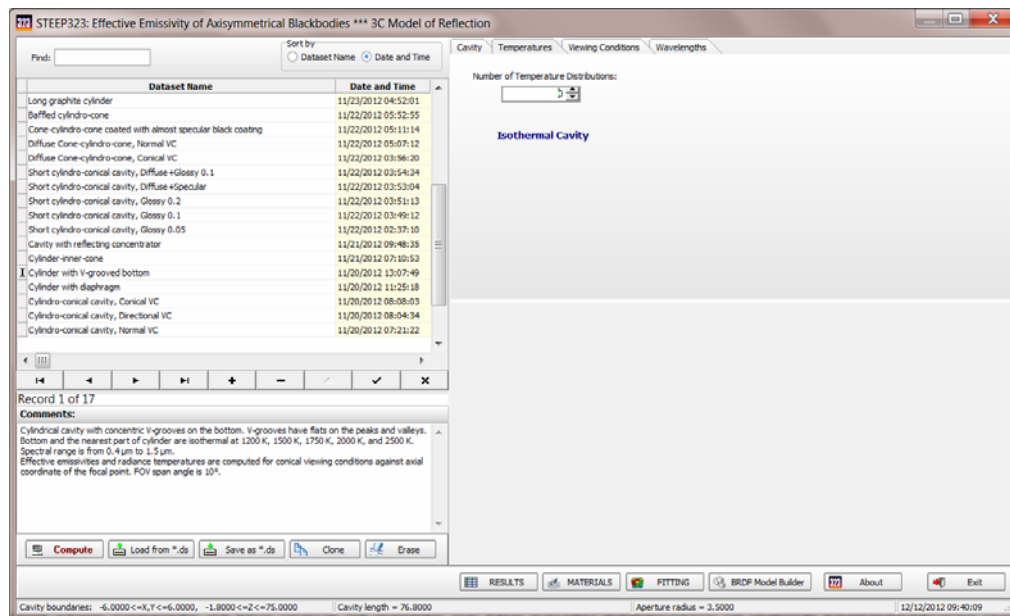 STEEP323: Effective Emissivity of Axisymmetrical Blackbodies *** 3C Model of Reflection
Find:
Sort by
Dataset Name Date and Time
Dataset Name Date and Time
Long graphite cylinder 11/23/2012 04:52:01
Baffled cylindro-cone 11/22/2012 05:52:55
Cone-cylindro-cone coated with almost specular black coating 11/22/2012 05:11:14
Diffuse Cone-cylindro-cone, Normal VC 11/22/2012 05:07:12
Diffuse Cone-cylindro-cone, Conical VC 11/22/2012 03:56:20
Short cylindro-conical cavity, Diffuse+Glossy 0.1 11/22/2012 03:54:34
Short cylindro-conical cavity, Diffuse+Specular 11/22/2012 03:53:04
Short cylindro-conical cavity, Glossy 0.2 11/22/2012 03:51:13
Short cylindro-conical cavity, Glossy 0.1 11/22/2012 03:49:12
Short cylindro-conical cavity, Glossy 0.05 11/22/2012 02:37:10
Cavity with reflecting concentrator 11/21/2012 09:48:35
Cylinder-inner-cone 11/21/2012 07:10:53
Cylinder with V-grooved bottom 11/20/2012 13:07:49
Cylinder with diaphragm 11/20/2012 11:25:18
Cylindro-conical cavity, Conical VC 11/20/2012 08:08:03
Cylindro-conical cavity, Directional VC 11/20/2012 08:04:34
Cylindro-conical cavity, Normal VC 11/20/2012 07:21:22
Record 1 of 17
Comments:
Cylindrical cavity with concentric V-grooves on the bottom. V-grooves have flats on the peaks and valleys.
Bottom and the nearest part of cylinder are isothermal at 1200 K, 1500 K, 1750 K, 2000 K, and 2500 K.
Spectral range is from 0.4 µm to 1.5 µm.
Effective emissivities and radiance temperatures are computed for conical viewing conditions against axial
coordinate of the focal point. FOV span angle is 10°.
Compute Load from *.ds Save as *.ds Clone Erase
Cavity Temperatures Viewing Conditions Wavelengths
Number of Temperature Distributions:
5
Isothermal Cavity
RESULTS MATERIALS FITTING BRDF Model Builder About Exit
Cavity boundaries: -6.0000<=X,Y<=6.0000, -1.8000<=Z<=75.0000 Cavity length = 76.8000 Aperture radius = 3.5000 12/12/2012 09:40:09